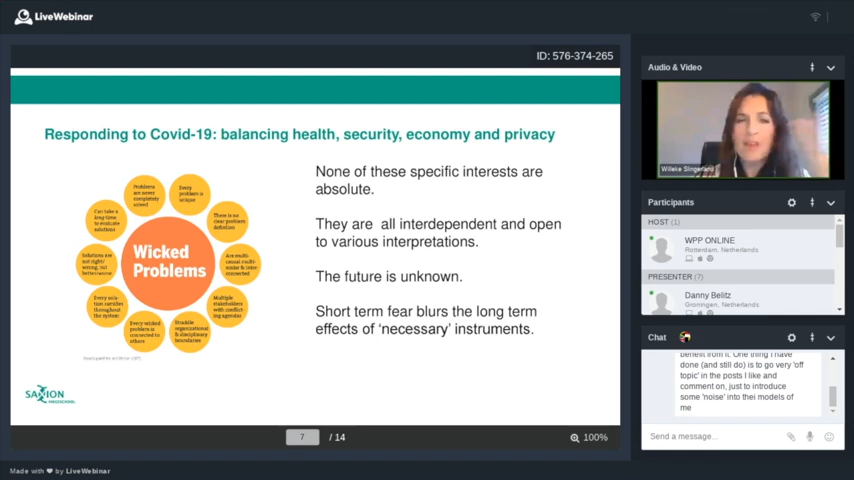 LiveWebinar
ID: 576-374-265
Responding to Covid-19: balancing health, security, economy and privacy
Problems
are never
completely
solved
Every
problem is
unique
Can take a
long time
to evaluate
solutions
There is no
clear problem
definition
Wicked
Problems
Solutions are
not right/
wrong, but
Are multi-
causal multi-
scalar & inter
connected
Every solu-
tion ramifies
throughout
the system
Multiple
stakeholders
with conflict-
ing agendas
Every wicked
problem is
connected to
others
Straddle
organizational
& disciplinary
boundaries
None of these specific interests are
absolute.
They are all interdependent and open
to various interpretations.
The future is unknown.
Short term fear blurs the long term
effects of ‘necessary’ instruments.
SAXION
HOGESCHOOL
7 / 14
100%
Made with ❤ by LiveWebinar
Audio & Video
Willeke Slingerland
Participants
HOST (1)
WPP ONLINE
Rotterdam, Netherlands
PRESENTER (7)
Danny Belitz
Groningen, Netherlands
Chat
benefit from it. One thing I have
done (and still do) is to go very 'off
topic' in the posts I like and
comment on, just to introduce
some 'noise' into thei models of
me
Send a message...